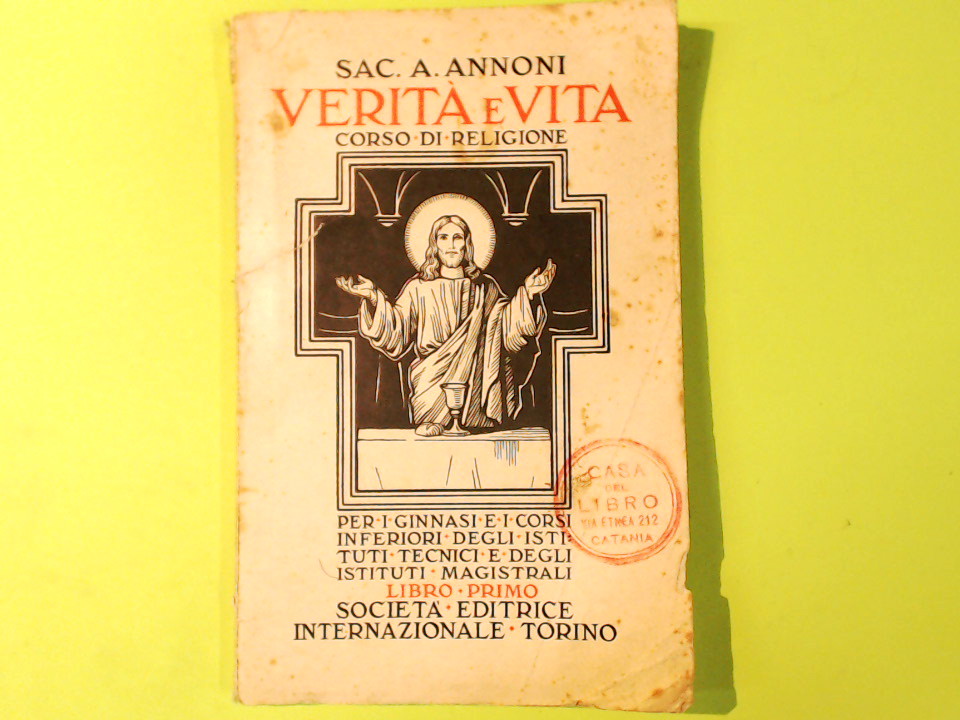 SAC. A. ANNONI
VERITÀ E VITA
CORSO·DI·RELIGIONE
PER·I·GINNASI·E·I·CORSI
INFERIORI·DEGLI·ISTI-
TUTI·TECNICI·E·DEGLI
ISTITUTI·MAGISTRALI
LIBRO·PRIMO
SOCIETÀ·EDITRICE
INTERNAZIONALE·TORINO
CASA
DEL
LIBRO
VIA ETNEA 212
CATANIA